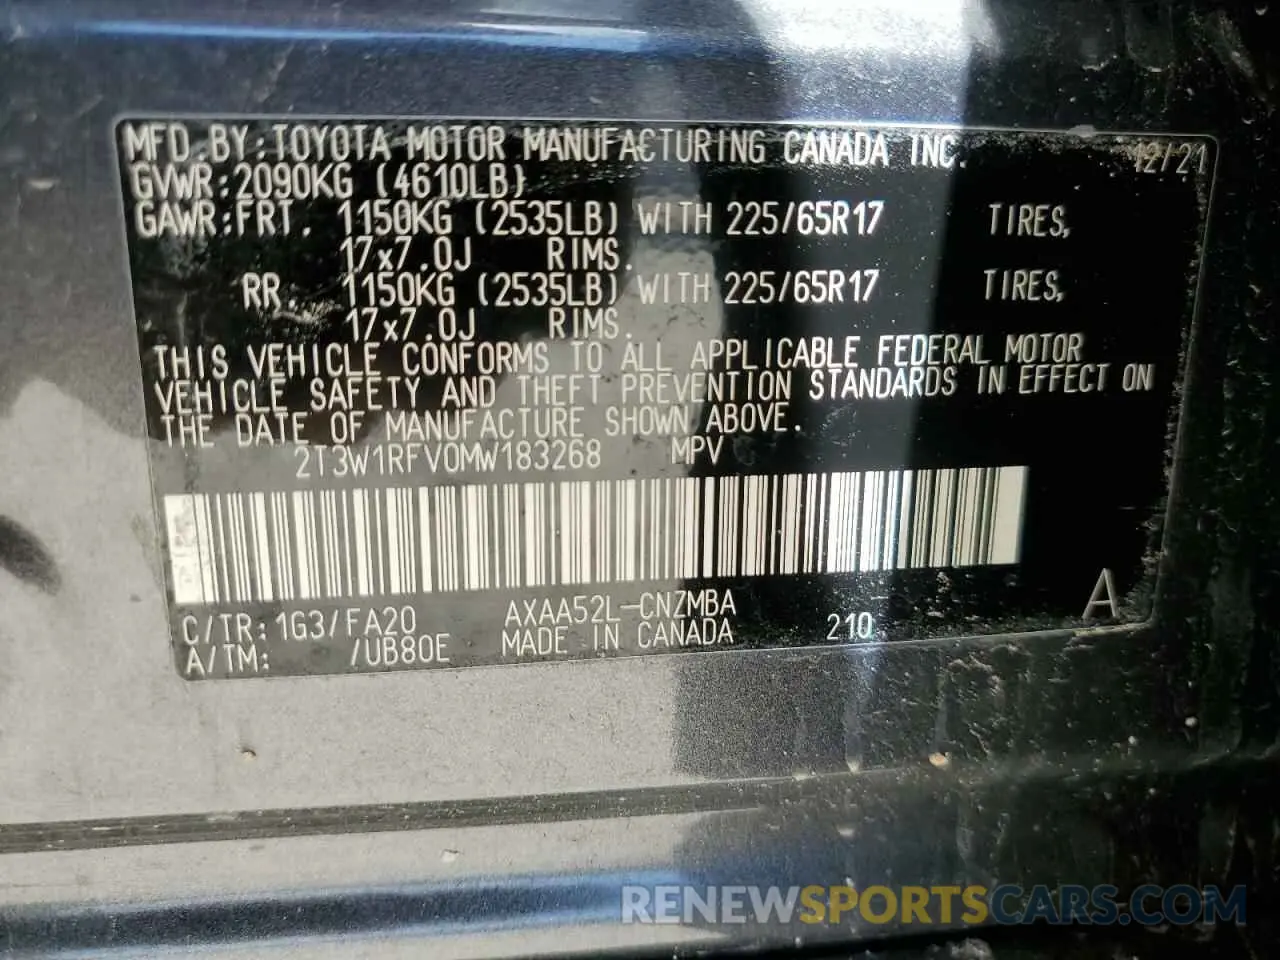 MFD.BY:TOYOTA MOTOR MANUFACTURING CANADA INC. 12/21
GVWR:2090KG (4610LB)
GAWR:FRT. 1150KG (2535LB) WITH 225/65R17 TIRES,
17x7.0J RIMS.
RR. 1150KG (2535LB) WITH 225/65R17 TIRES,
17x7.0J RIMS.
THIS VEHICLE CONFORMS TO ALL APPLICABLE FEDERAL MOTOR
VEHICLE SAFETY AND THEFT PREVENTION STANDARDS IN EFFECT ON
THE DATE OF MANUFACTURE SHOWN ABOVE.
2T3W1RFV0MW183268 MPV
C/TR:1G3/FA20 AXAA52L-CNZMBA 210 A
A/TM: /UB80E MADE IN CANADA
RENEWSPORTSCARS.COM